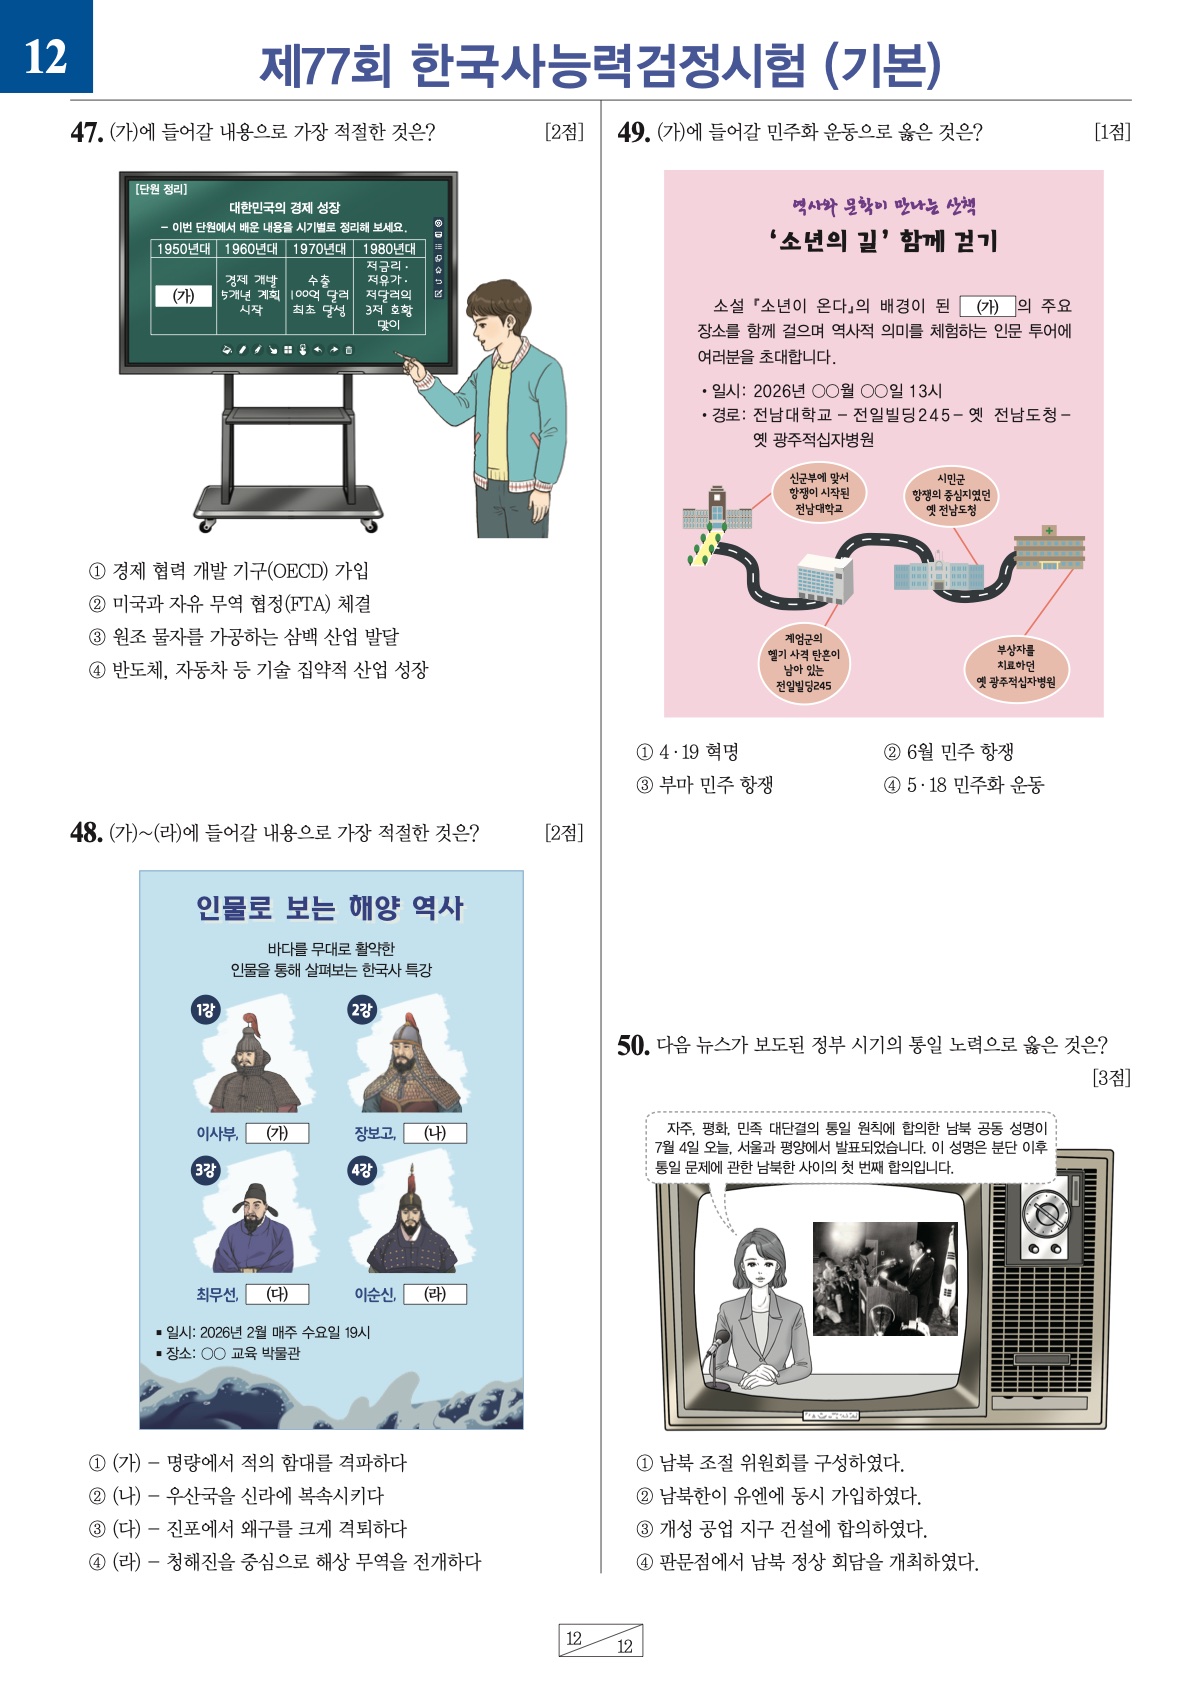 12
제77회 한국사능력검정시험 (기본)
47. (가)에 들어갈 내용으로 가장 적절한 것은? [2점]
[단원 정리]
대한민국의 경제 성장
– 이번 단원에서 배운 내용을 시기별로 정리해 보세요.
1950년대 1960년대 1970년대 1980년대
(가)
경제 개발
5개년 계획
시작
수출
100억 달러
최초 달성
저금리·
저유가·
저달러의
3저 호황
맞이
① 경제 협력 개발 기구(OECD) 가입
② 미국과 자유 무역 협정(FTA) 체결
③ 원조 물자를 가공하는 삼백 산업 발달
④ 반도체, 자동차 등 기술 집약적 산업 성장
48. (가)~(라)에 들어갈 내용으로 가장 적절한 것은? [2점]
인물로 보는 해양 역사
바다를 무대로 활약한
인물을 통해 살펴보는 한국사 특강
1강
이사부, (가)
2강
장보고, (나)
3강
최무선, (다)
4강
이순신, (라)
▪ 일시: 2026년 2월 매주 수요일 19시
▪ 장소: ○○ 교육 박물관
① (가) – 명량에서 적의 함대를 격파하다
② (나) – 우산국을 신라에 복속시키다
③ (다) – 진포에서 왜구를 크게 격퇴하다
④ (라) – 청해진을 중심으로 해상 무역을 전개하다
49. (가)에 들어갈 민주화 운동으로 옳은 것은? [1점]
역사와 문학이 만나는 산책
‘소년의 길’ 함께 걷기
소설 『소년이 온다』의 배경이 된 (가) 의 주요
장소를 함께 걸으며 역사적 의미를 체험하는 인문 투어에
여러분을 초대합니다.
• 일시: 2026년 ○○월 ○○일 13시
• 경로: 전남대학교 – 전일빌딩245 – 옛 전남도청 –
옛 광주적십자병원
신군부에 맞서
항쟁이 시작된
전남대학교
시민군
항쟁의 중심지였던
옛 전남도청
계엄군의
헬기 사격 탄흔이
남아 있는
전일빌딩245
부상자를
치료하던
옛 광주적십자병원
① 4·19 혁명 ② 6월 민주 항쟁
③ 부마 민주 항쟁 ④ 5·18 민주화 운동
50. 다음 뉴스가 보도된 정부 시기의 통일 노력으로 옳은 것은?
[3점]
자주, 평화, 민족 대단결의 통일 원칙에 합의한 남북 공동 성명이
7월 4일 오늘, 서울과 평양에서 발표되었습니다. 이 성명은 분단 이후
통일 문제에 관한 남북한 사이의 첫 번째 합의입니다.
① 남북 조절 위원회를 구성하였다.
② 남북한이 유엔에 동시 가입하였다.
③ 개성 공업 지구 건설에 합의하였다.
④ 판문점에서 남북 정상 회담을 개최하였다.
12
12